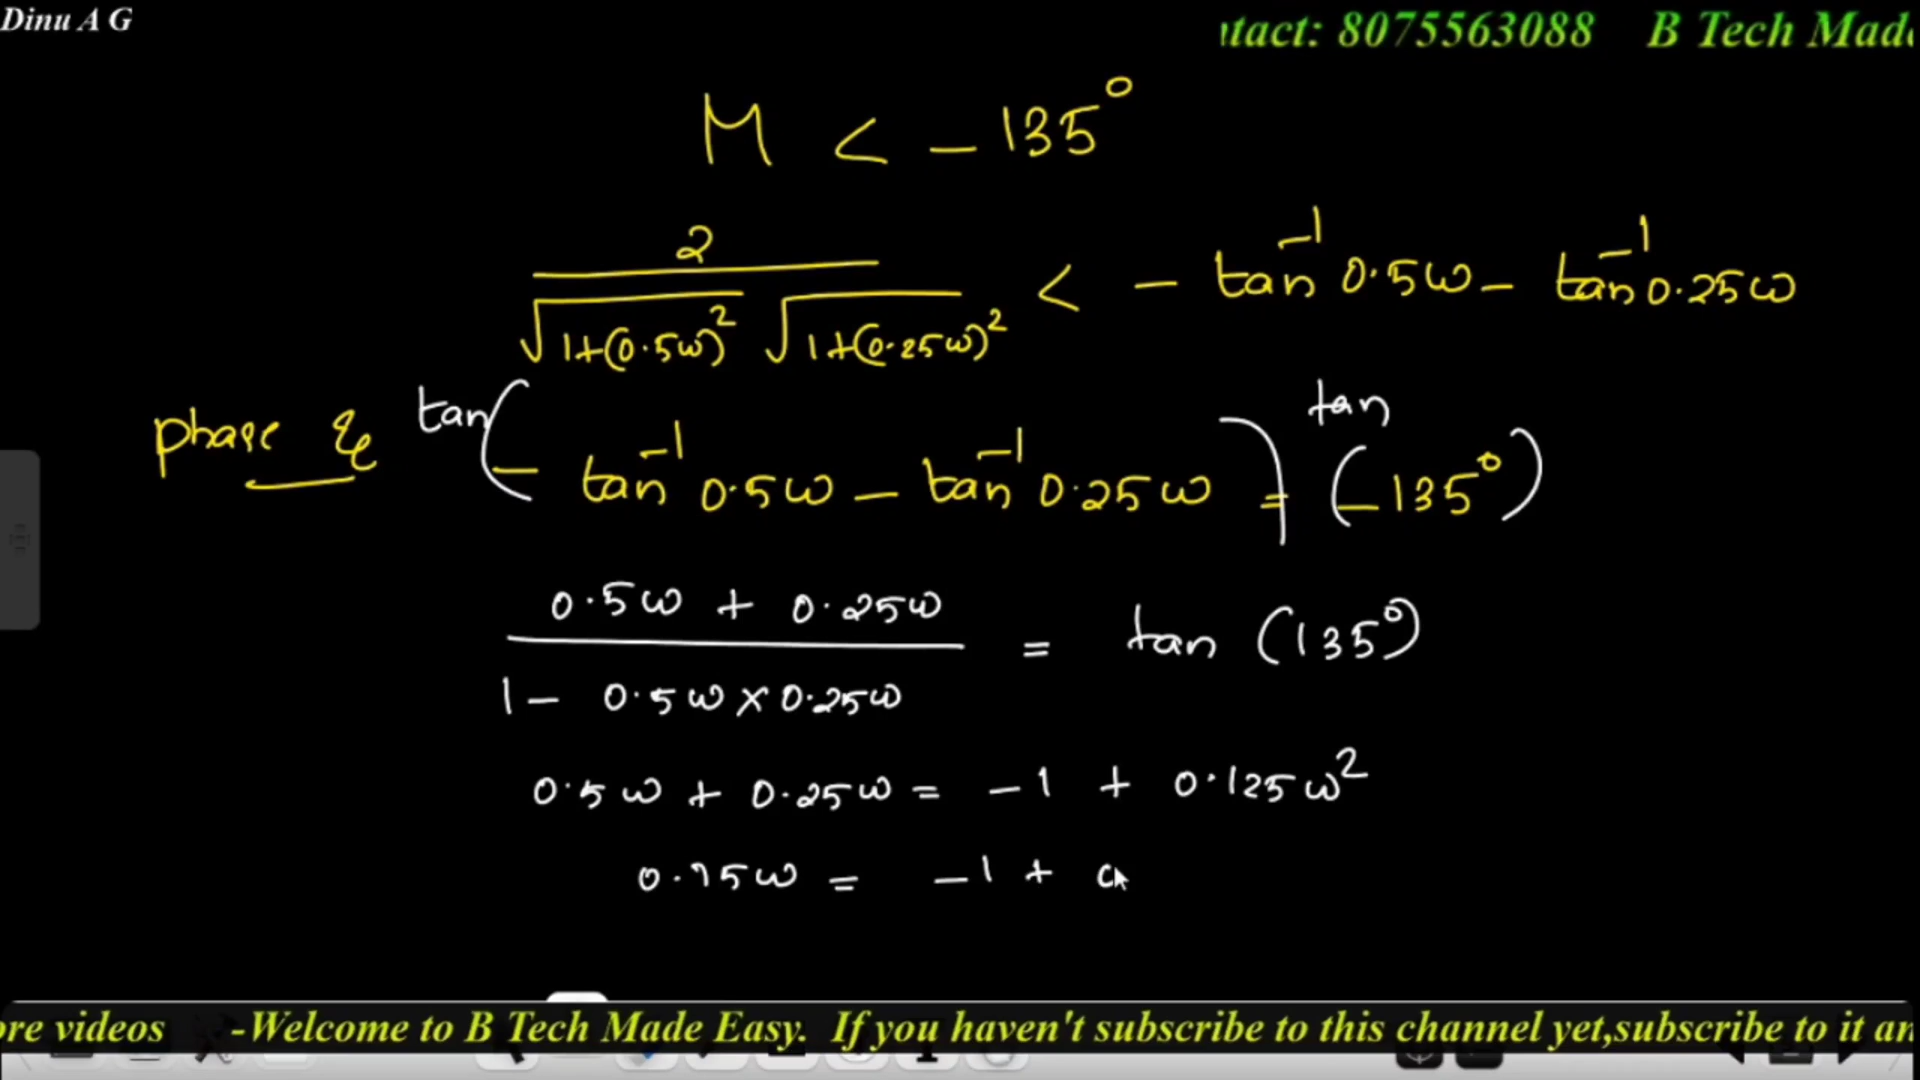 Dinu A G
ntact: 8075563088 B Tech Made
M < -135°
2
√1+(0.5ω)² √1+(0.25ω)² < - tan⁻¹ 0.5ω - tan⁻¹ 0.25ω
phase
tan(- tan⁻¹ 0.5ω - tan⁻¹ 0.25ω) = tan(-135°)
0.5ω + 0.25ω
1 - 0.5ω × 0.25ω = tan (135°)
0.5ω + 0.25ω = -1 + 0.125ω²
0.75ω = -1 + 0
ore videos -Welcome to B Tech Made Easy. If you haven't subscribe to this channel yet,subscribe to it an